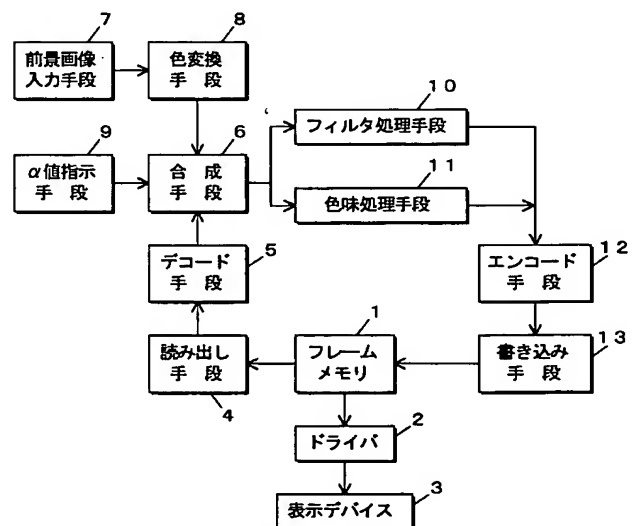 7
8
前景画像
入力手段
色変換
手　段
9
6
10
α値指示
手　段
合　成
手　段
フィルタ処理手段
11
色味処理手段
5
デコード
手　段
12
エンコード
手　段
4
読み出し
手　段
1
フレーム
メモリ
13
書き込み
手　段
2
ドライバ
3
表示デバイス